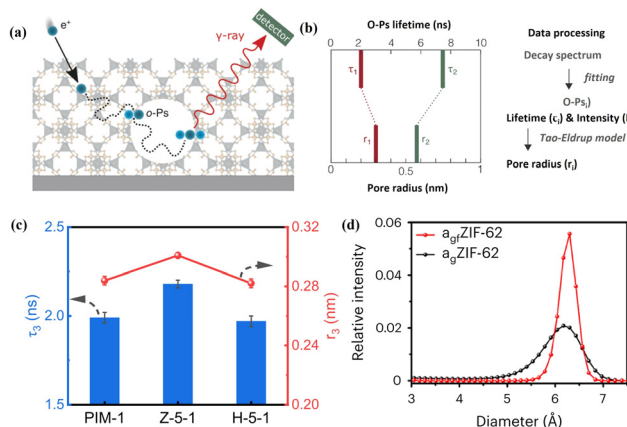 (a)
e⁺
γ-ray
detector
o-Ps
(b)
O-Ps lifetime (ns)
0 2 4 6 8 10
τ₁
τ₂
r₁
r₂
0 0.5 1
Pore radius (nm)
Data processing
Decay spectrum
fitting
O-Psᵢ)
Lifetime (τᵢ) & Intensity (
Tao-Eldrup model
Pore radius (rᵢ)
(c)
τ₃ (ns)
2.5
2.0
1.5
PIM-1
Z-5-1
H-5-1
0.32
0.28
0.24
0.20
r₃ (nm)
(d)
Relative intensity
0.06
0.04
0.02
0
a_gfZIF-62
a_gZIF-62
3 4 5 6 7
Diameter (Å)